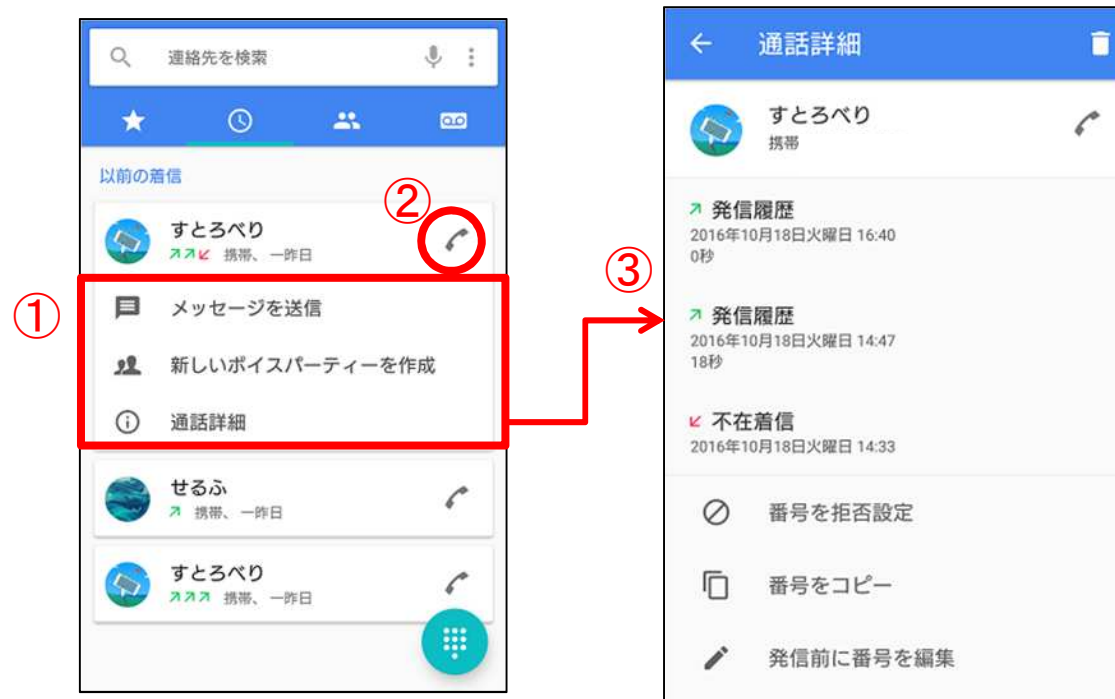 連絡先を検索
以前の着信
②
すとろべり
携帯、一昨日
①
メッセージを送信
新しいボイスパーティーを作成
通話詳細
せるふ
携帯、一昨日
すとろべり
携帯、一昨日
③
通話詳細
すとろべり
携帯
発信履歴
2016年10月18日火曜日 16:40
0秒
発信履歴
2016年10月18日火曜日 14:47
18秒
不在着信
2016年10月18日火曜日 14:33
番号を拒否設定
番号をコピー
発信前に番号を編集